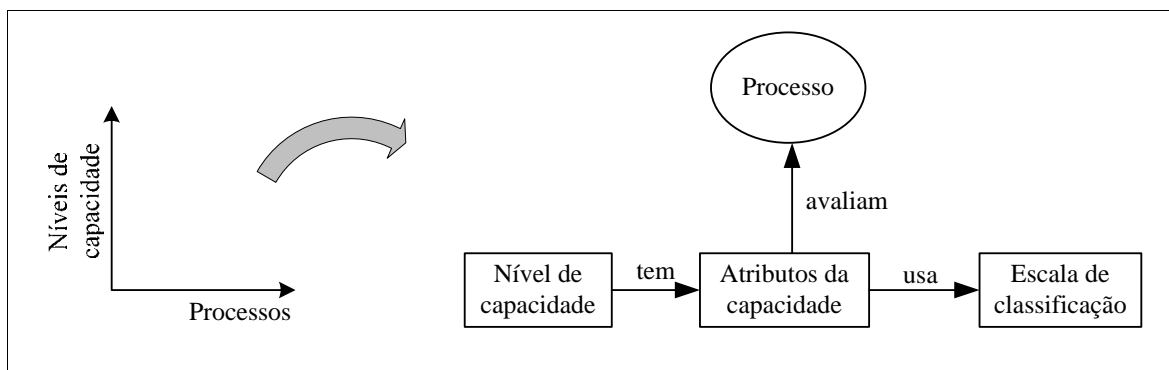 Níveis de
capacidade
Processos
Processo
avaliam
Nível de
capacidade
tem
Atributos da
capacidade
usa
Escala de
classificação